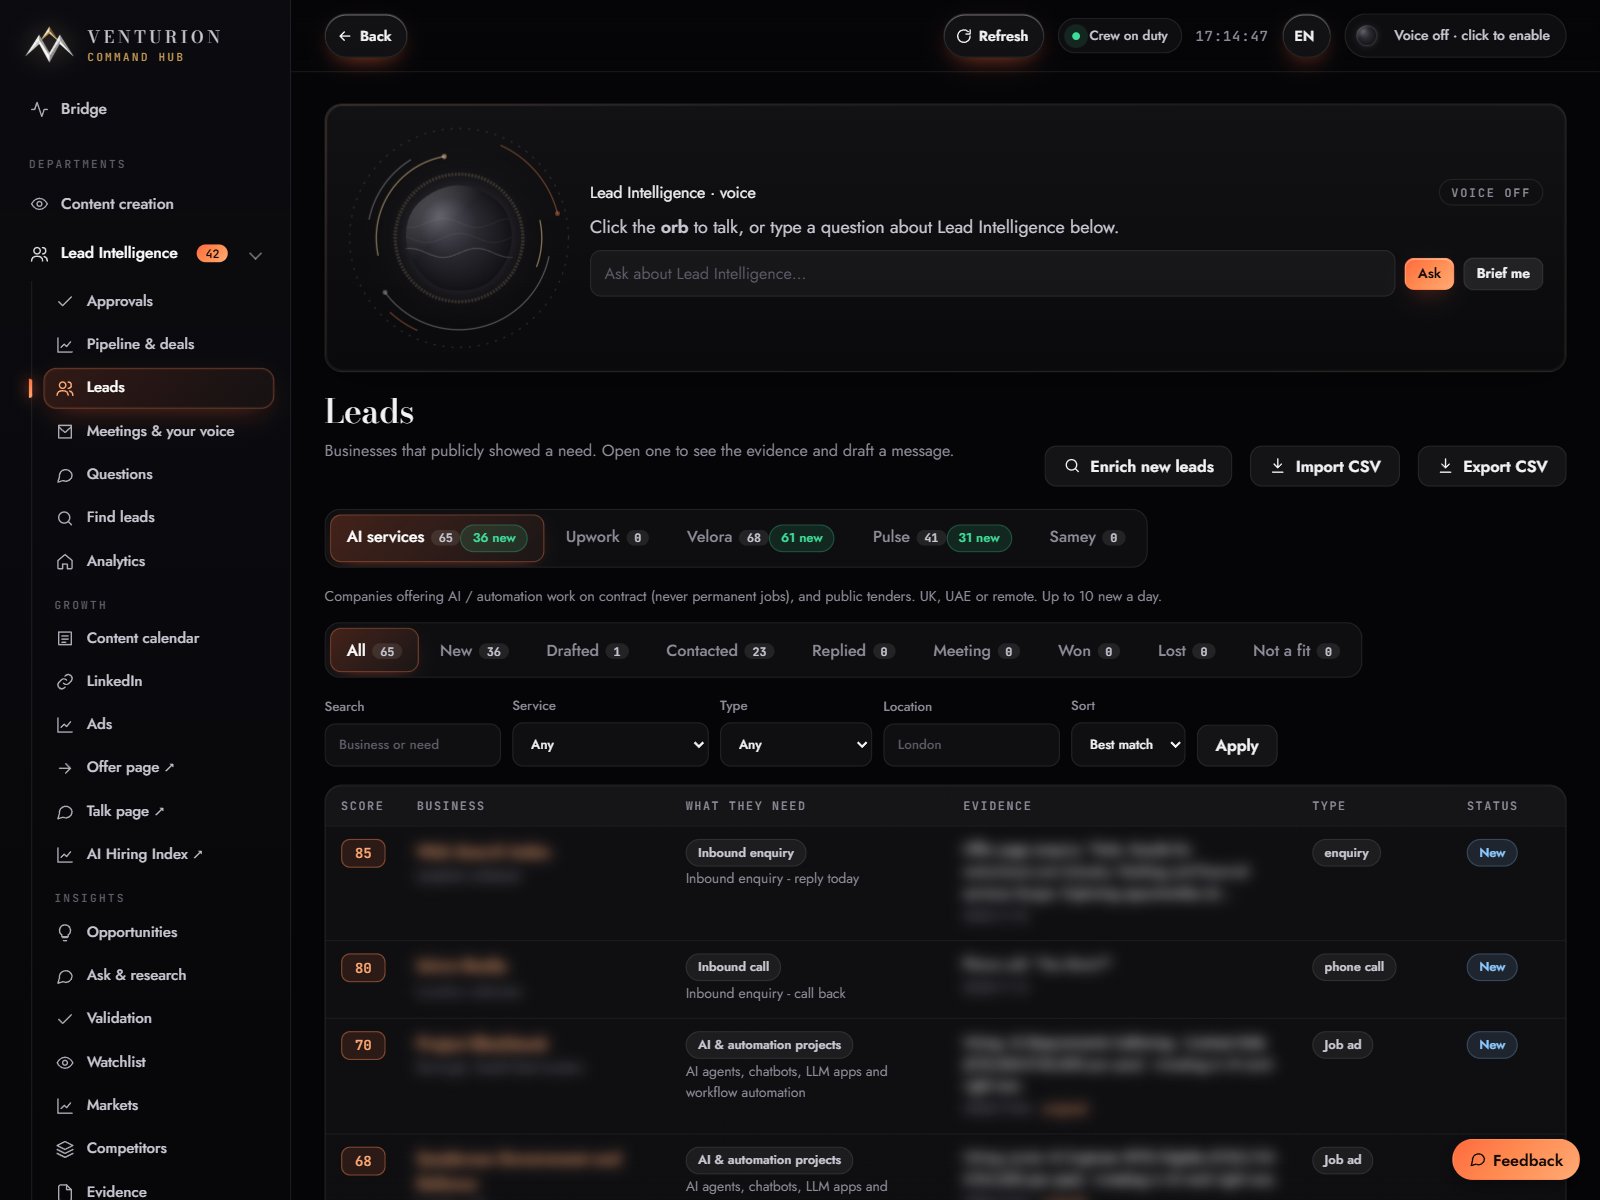 VENTURION
COMMAND HUB
Bridge
DEPARTMENTS
Content creation
Lead Intelligence 42
Approvals
Pipeline & deals
Leads
Meetings & your voice
Questions
Find leads
Analytics
GROWTH
Content calendar
LinkedIn
Ads
Offer page ↗
Talk page ↗
AI Hiring Index ↗
INSIGHTS
Opportunities
Ask & research
Validation
Watchlist
Markets
Competitors
Evidence
← Back
Refresh
Crew on duty
17:14:47
EN
Voice off · click to enable
Lead Intelligence · voice
VOICE OFF
Click the orb to talk, or type a question about Lead Intelligence below.
Ask about Lead Intelligence...
Ask
Brief me
Leads
Businesses that publicly showed a need. Open one to see the evidence and draft a message.
Enrich new leads
Import CSV
Export CSV
AI services 65 36 new
Upwork 0
Velora 68 61 new
Pulse 41 31 new
Samey 0
Companies offering AI / automation work on contract (never permanent jobs), and public tenders. UK, UAE or remote. Up to 10 new a day.
All 65
New 36
Drafted 1
Contacted 23
Replied 0
Meeting 0
Won 0
Lost 0
Not a fit 0
Search
Service
Type
Location
Sort
Business or need
Any
Any
London
Best match
Apply
SCORE BUSINESS WHAT THEY NEED EVIDENCE TYPE STATUS
85 Inbound enquiry enquiry New
Inbound enquiry - reply today
80 Inbound call phone call New
Inbound enquiry - call back
70 AI & automation projects Job ad New
AI agents, chatbots, LLM apps and
workflow automation
68 AI & automation projects Job ad
AI agents, chatbots, LLM apps and
Feedback